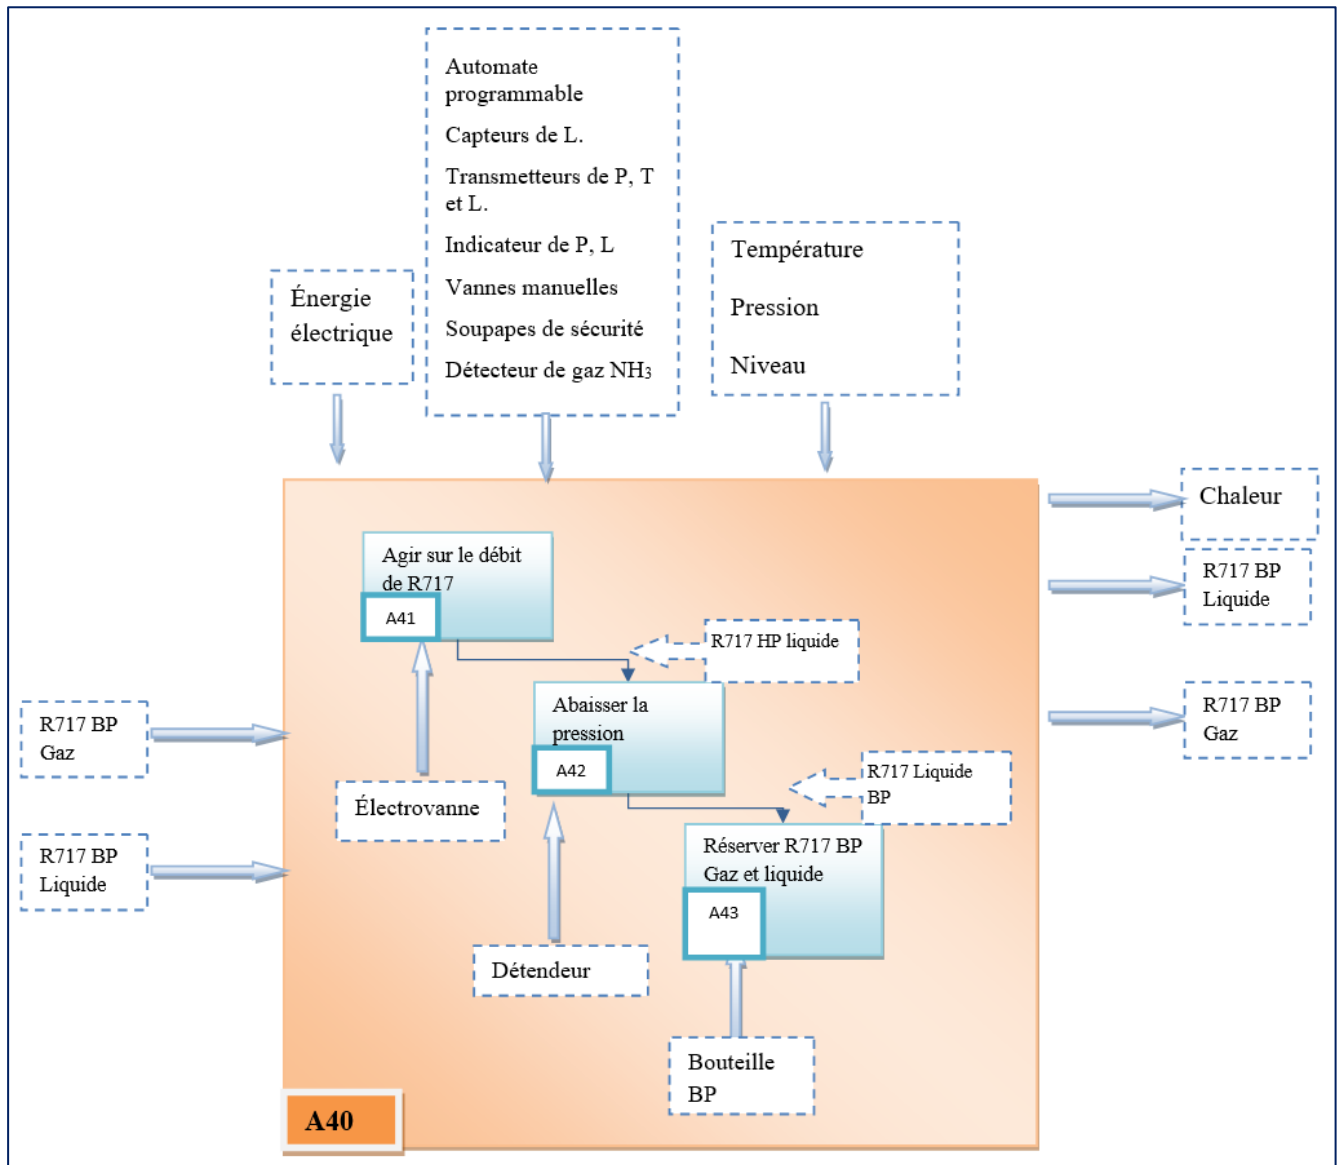 Automate
programmable
Capteurs de L.
Transmetteurs de P, T
et L.
Indicateur de P, L
Vannes manuelles
Soupapes de sécurité
Détecteur de gaz NH₃
Énergie
électrique
Température
Pression
Niveau
Chaleur
R717 BP
Liquide
R717 BP
Gaz
R717 BP
Gaz
R717 BP
Liquide
Agir sur le débit
de R717
A41
R717 HP liquide
Électrovanne
Abaisser la
pression
A42
R717 Liquide
BP
Détendeur
Réserver R717 BP
Gaz et liquide
A43
Bouteille
BP
A40